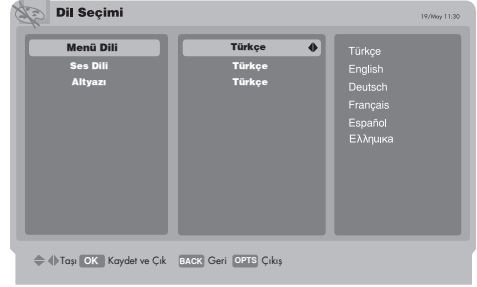 Dil Seçimi
19/May 11:30
Menü Dili Türkçe
Ses Dili Türkçe
Altyazı Türkçe
Türkçe
English
Deutsch
Français
Español
Ελληuικα
Taşı OK Kaydet ve Çık BACK Geri OPTS Çıkış